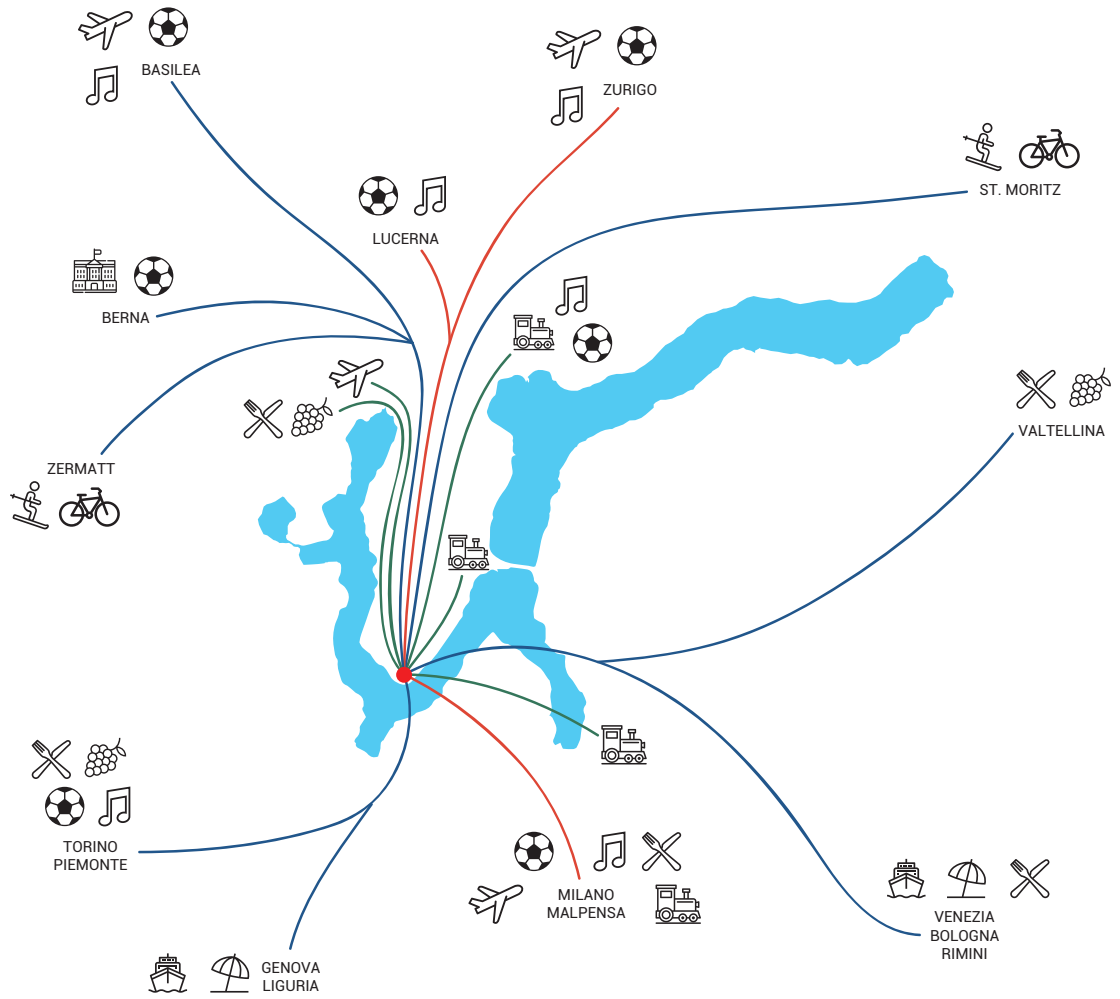 BASILEA
ZURIGO
ST. MORITZ
LUCERNA
BERNA
VALTELLINA
ZERMATT
TORINO
PIEMONTE
MILANO
MALPENSA
VENEZIA
BOLOGNA
RIMINI
GENOVA
LIGURIA